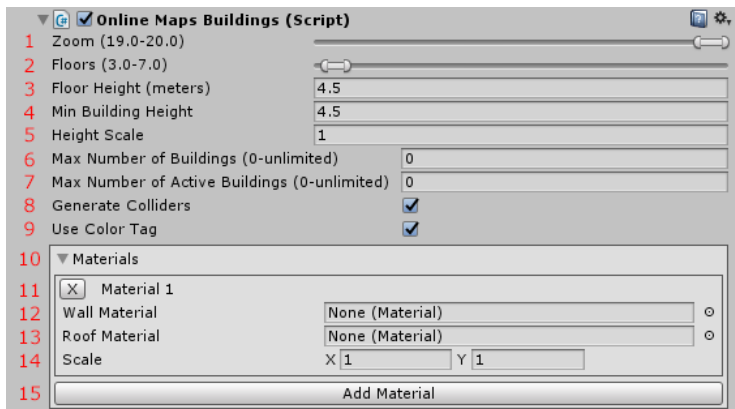 Online Maps Buildings (Script)
1 Zoom (19.0-20.0)
2 Floors (3.0-7.0)
3 Floor Height (meters) 4.5
4 Min Building Height 4.5
5 Height Scale 1
6 Max Number of Buildings (0-unlimited) 0
7 Max Number of Active Buildings (0-unlimited) 0
8 Generate Colliders
9 Use Color Tag
10 Materials
11 X Material 1
12 Wall Material None (Material)
13 Roof Material None (Material)
14 Scale X 1 Y 1
15 Add Material